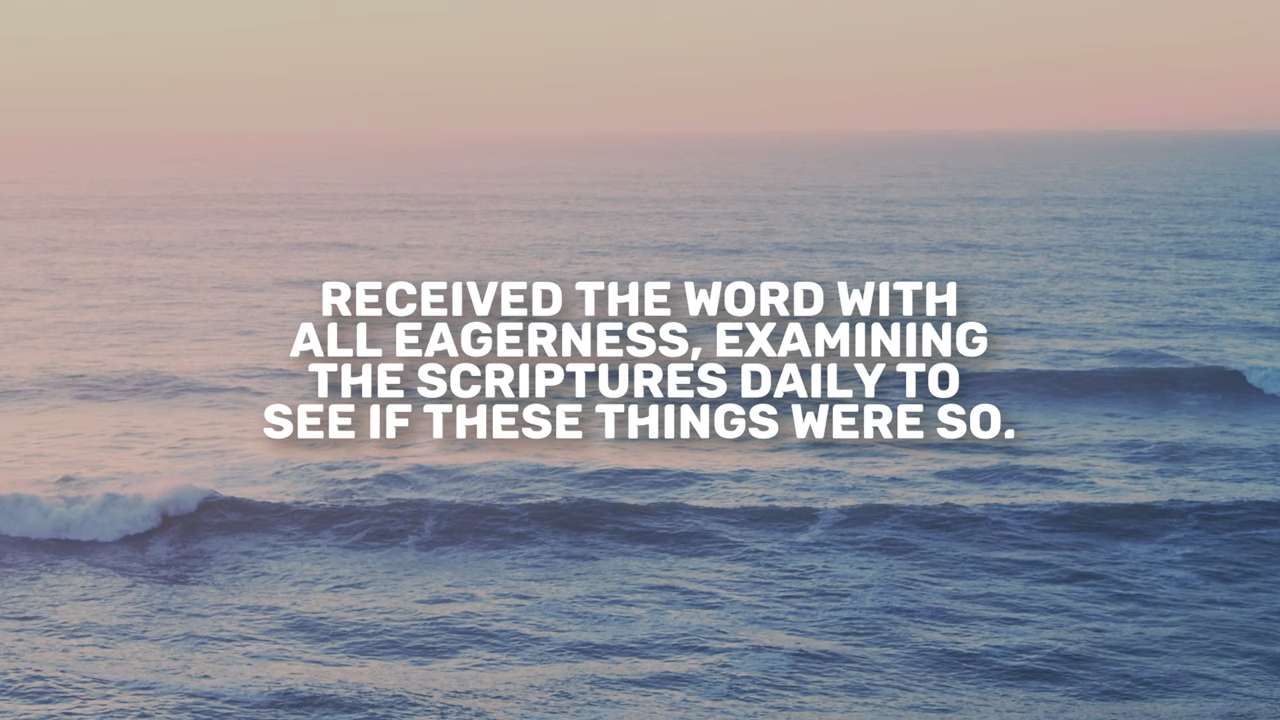 RECEIVED THE WORD WITH
ALL EAGERNESS, EXAMINING
THE SCRIPTURES DAILY TO
SEE IF THESE THINGS WERE SO.